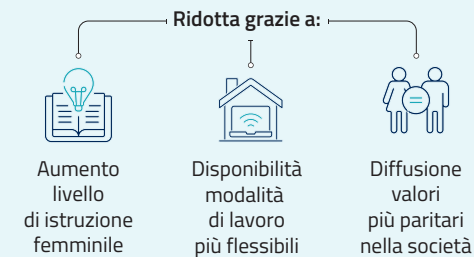 Ridotta grazie a:
Aumento
livello
di istruzione
femminile
Disponibilità
modalità
di lavoro
più flessibili
Diffusione
valori
più paritari
nella società